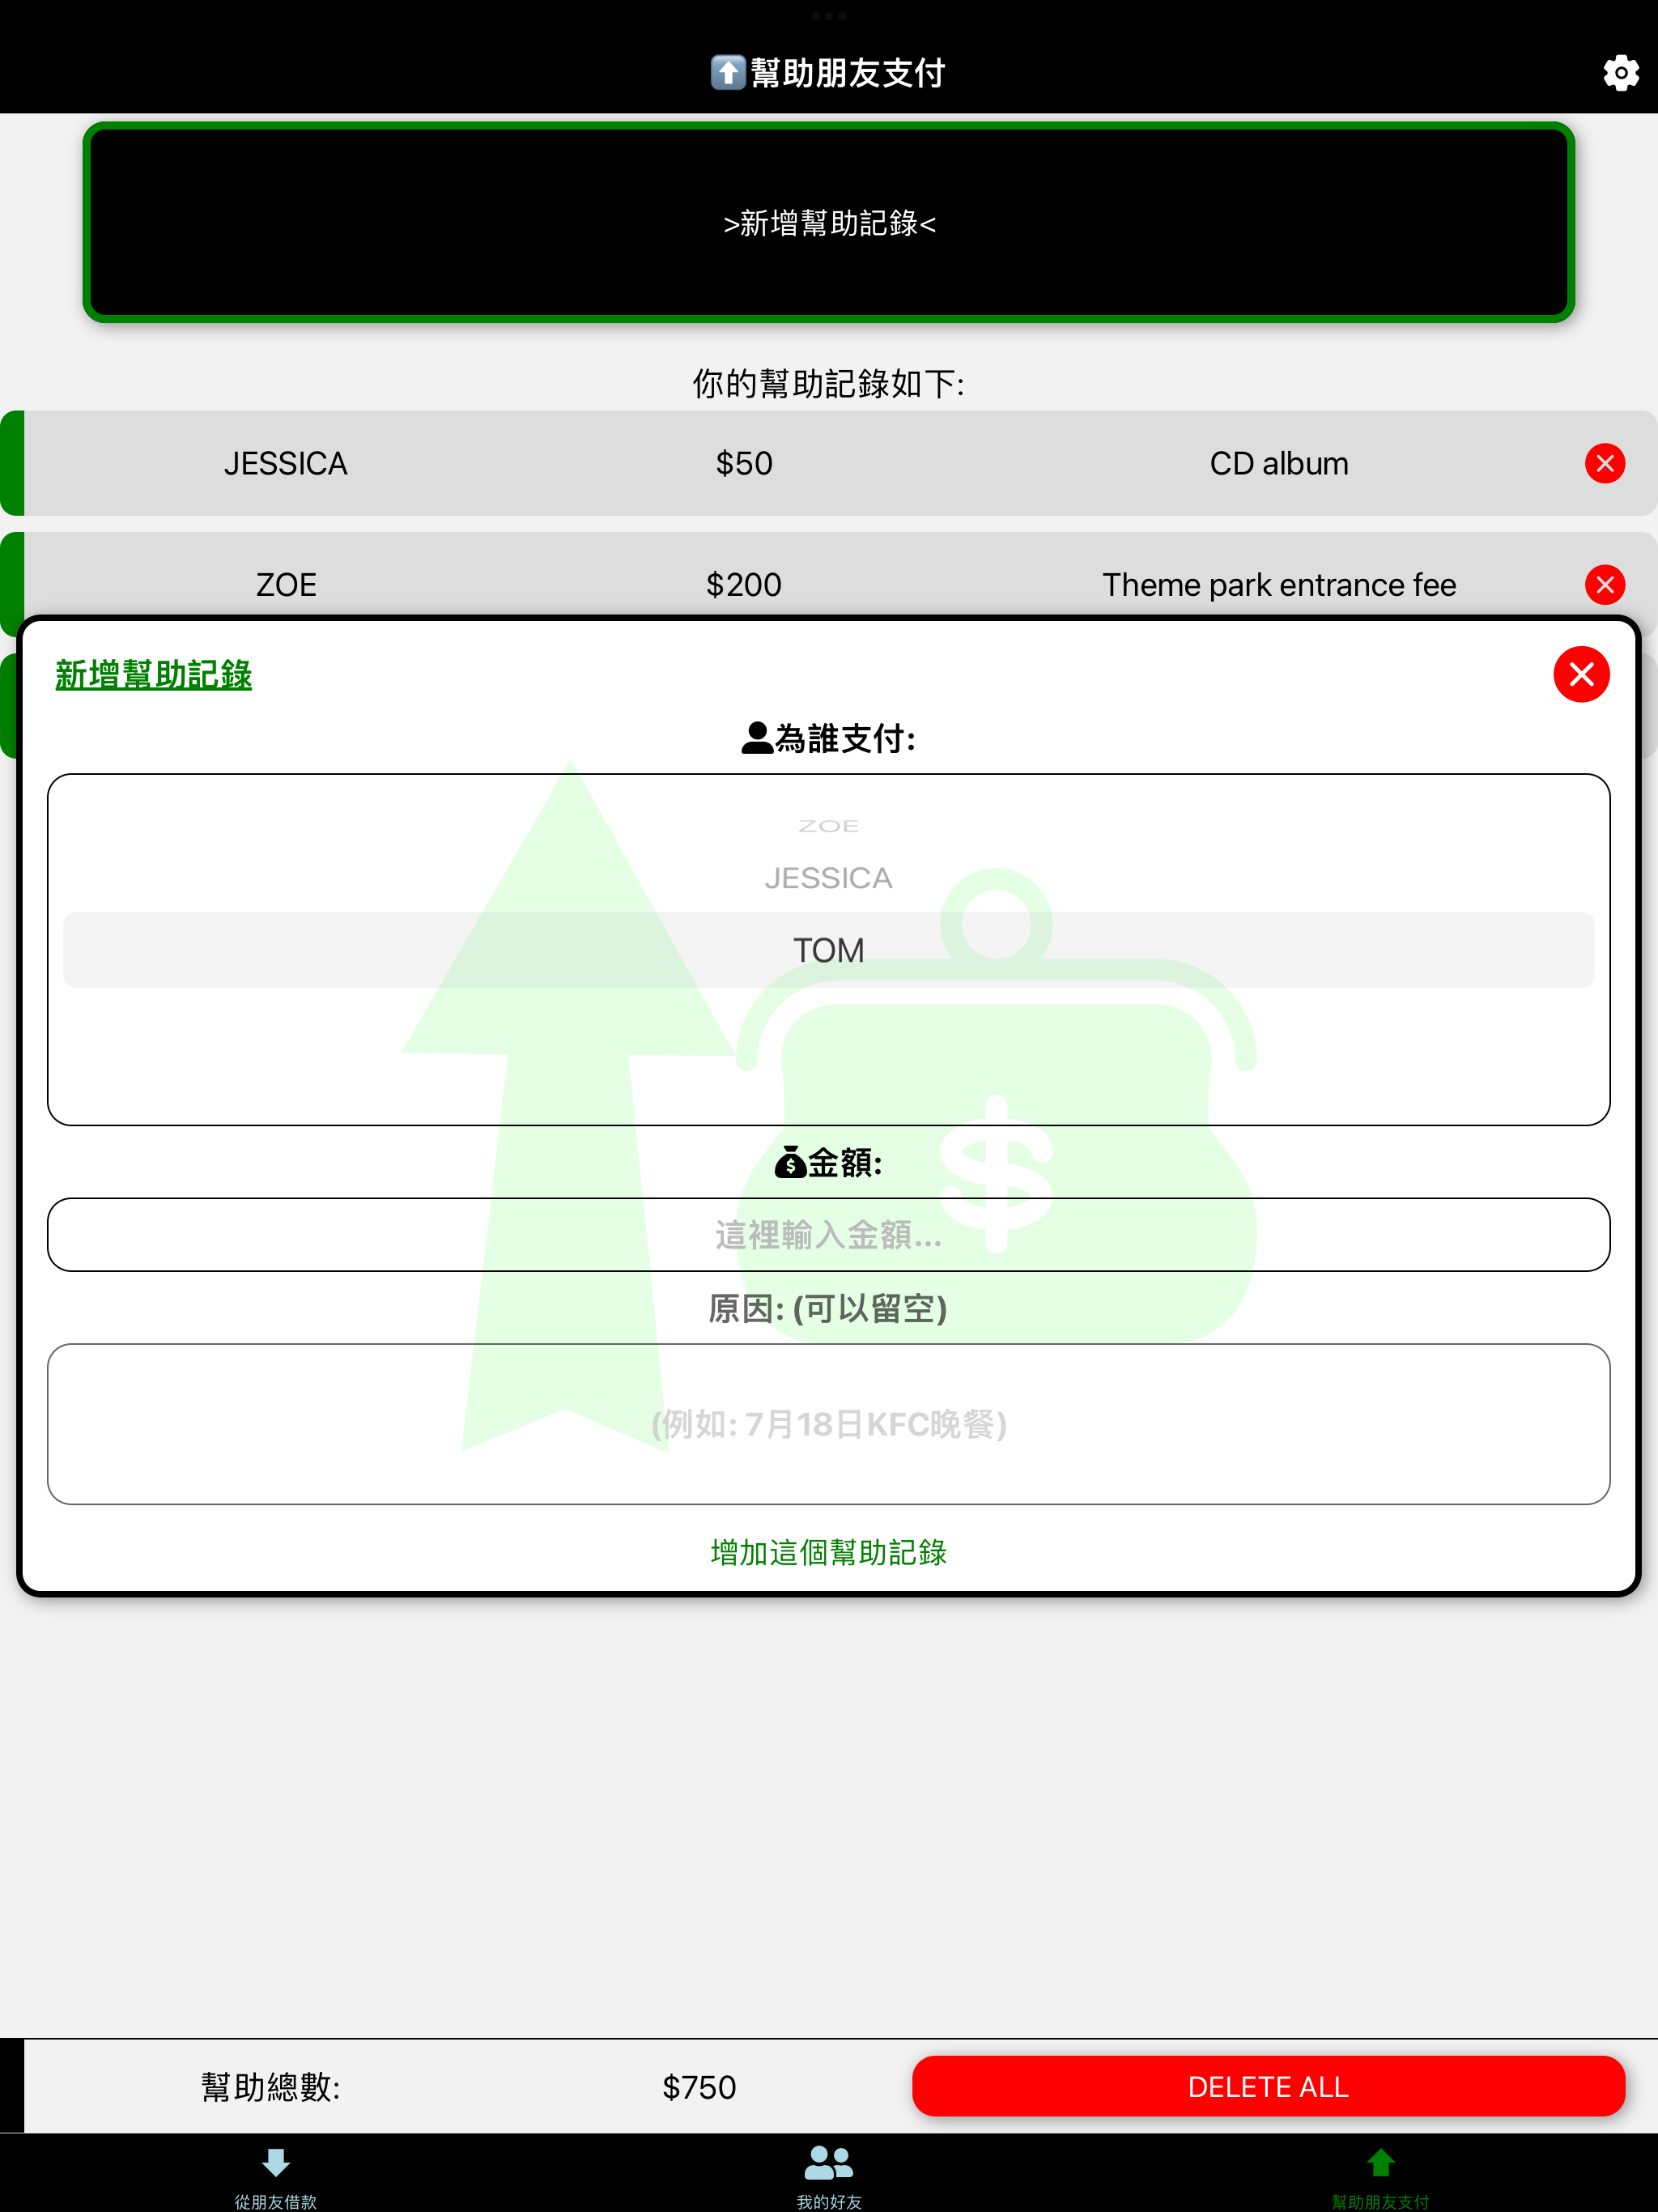 幫助朋友支付
>新增幫助記錄<
你的幫助記錄如下:
JESSICA $50 CD album
ZOE $200 Theme park entrance fee
新增幫助記錄
為誰支付:
ZOE
JESSICA
TOM
金額:
這裡輸入金額...
原因: (可以留空)
(例如: 7月18日KFC晚餐)
增加這個幫助記錄
幫助總數: $750 DELETE ALL
從朋友借款 我的好友 幫助朋友支付